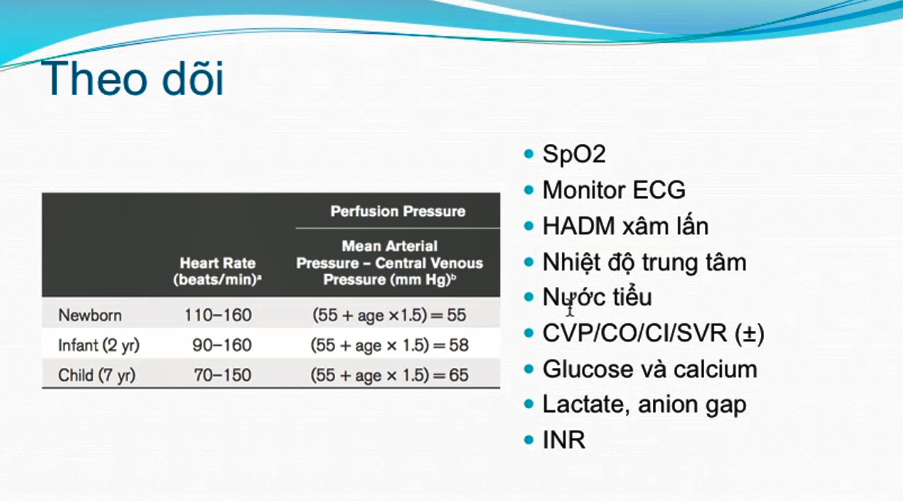 Theo dõi
Perfusion Pressure
Heart Rate
(beats/min)ᵃ
Mean Arterial
Pressure – Central Venous
Pressure (mm Hg)ᵇ
Newborn 110–160 (55 + age ×1.5) = 55
Infant (2 yr) 90–160 (55 + age × 1.5) = 58
Child (7 yr) 70–150 (55 + age × 1.5) = 65
• SpO2
• Monitor ECG
• HADM xâm lấn
• Nhiệt độ trung tâm
• Nước tiểu
• CVP/CO/CI/SVR (±)
• Glucose và calcium
• Lactate, anion gap
• INR